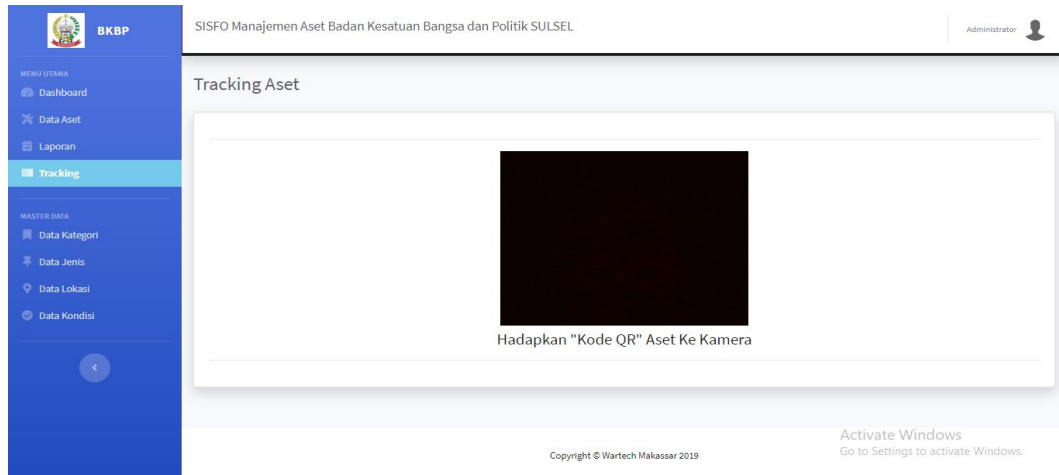 BKBP
SISFO Manajemen Aset Badan Kesatuan Bangsa dan Politik SULSEL
Administrator
MENU UTAMA
Dashboard
Data Aset
Laporan
Tracking
MASTER DATA
Data Kategori
Data Jenis
Data Lokasi
Data Kondisi
Tracking Aset
Hadapkan "Kode QR" Aset Ke Kamera
Activate Windows
Go to Settings to activate Windows.
Copyright © Wartech Makassar 2019